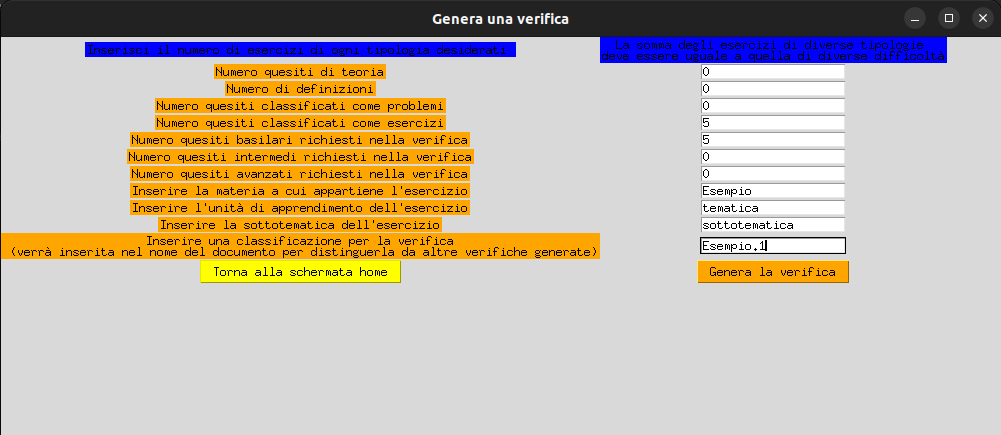 Genera una verifica
Inserisci il numero di esercizi di ogni tipologia desiderati
La somma degli esercizi di diverse tipologie
deve essere uguale a quella di diverse difficoltà
Numero quesiti di teoria 0
Numero di definizioni 0
Numero quesiti classificati come problemi 0
Numero quesiti classificati come esercizi 5
Numero quesiti basilari richiesti nella verifica 5
Numero quesiti intermedi richiesti nella verifica 0
Numero quesiti avanzati richiesti nella verifica 0
Inserire la materia a cui appartiene l'esercizio Esempio
Inserire l'unità di apprendimento dell'esercizio tematica
Inserire la sottotematica dell'esercizio sottotematica
Inserire una classificazione per la verifica
(verrà inserita nel nome del documento per distinguerla da altre verifiche generate) Esempio.1
Torna alla schermata home Genera la verifica